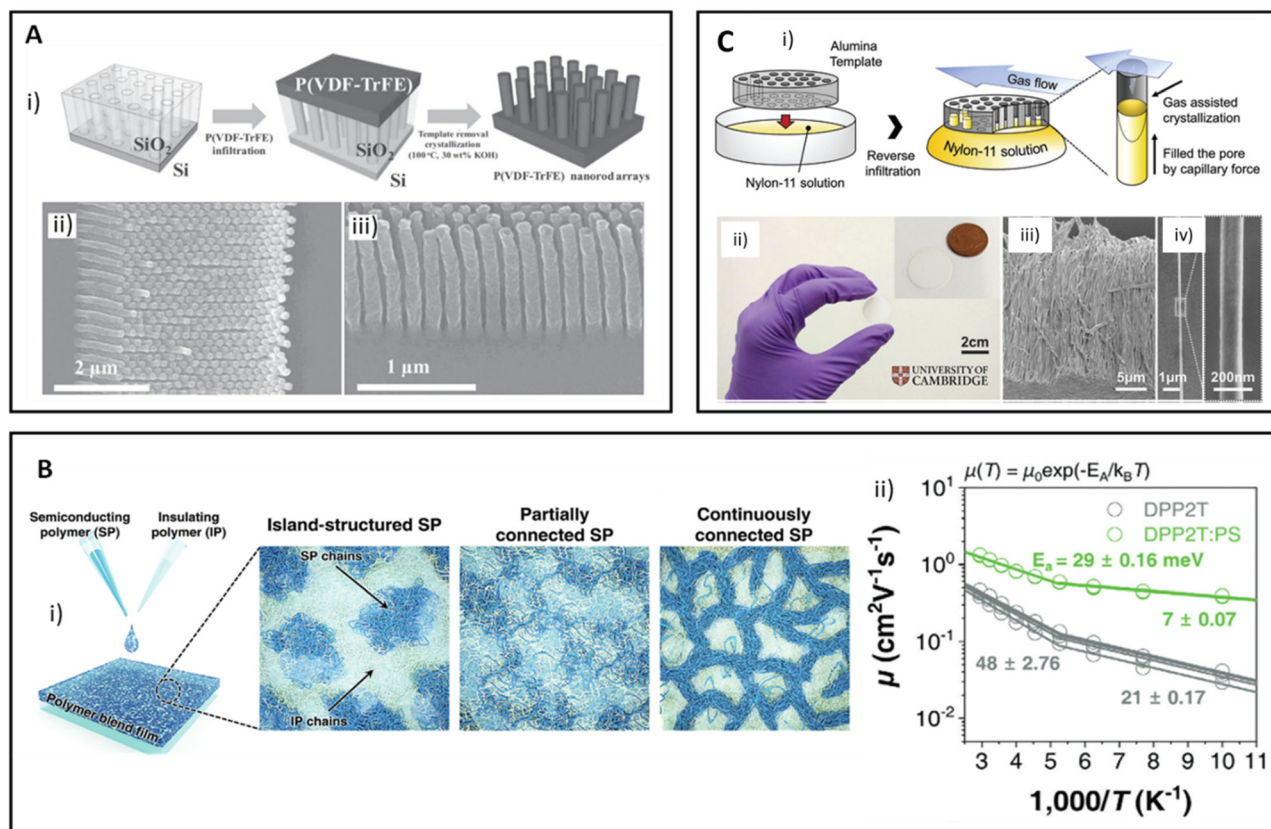 A
i)
SiO2
Si
P(VDF-TrFE)
infiltration
P(VDF-TrFE)
SiO2
Si
Template removal
crystallization
(100 °C, 30 wt% KOH)
P(VDF-TrFE) nanorod arrays
ii)
2 µm
iii)
1 µm
C
i)
Alumina
Template
Nylon-11 solution
Reverse
infiltration
Gas flow
Nylon-11 solution
Gas assisted
crystallization
Filled the pore
by capillary force
ii)
2cm
UNIVERSITY OF
CAMBRIDGE
iii)
5µm
iv)
1µm
200nm
B
i)
Semiconducting
polymer (SP)
Insulating
polymer (IP)
Polymer blend film
Island-structured SP
SP chains
IP chains
Partially
connected SP
Continuously
connected SP
ii)
µ(T) = µ0exp(-EA/kBT)
DPP2T
DPP2T:PS
Ea = 29 ± 0.16 meV
7 ± 0.07
48 ± 2.76
21 ± 0.17
µ (cm2V-1s-1)
10^1
10^0
10^-1
10^-2
3 4 5 6 7 8 9 10 11
1,000/T (K-1)